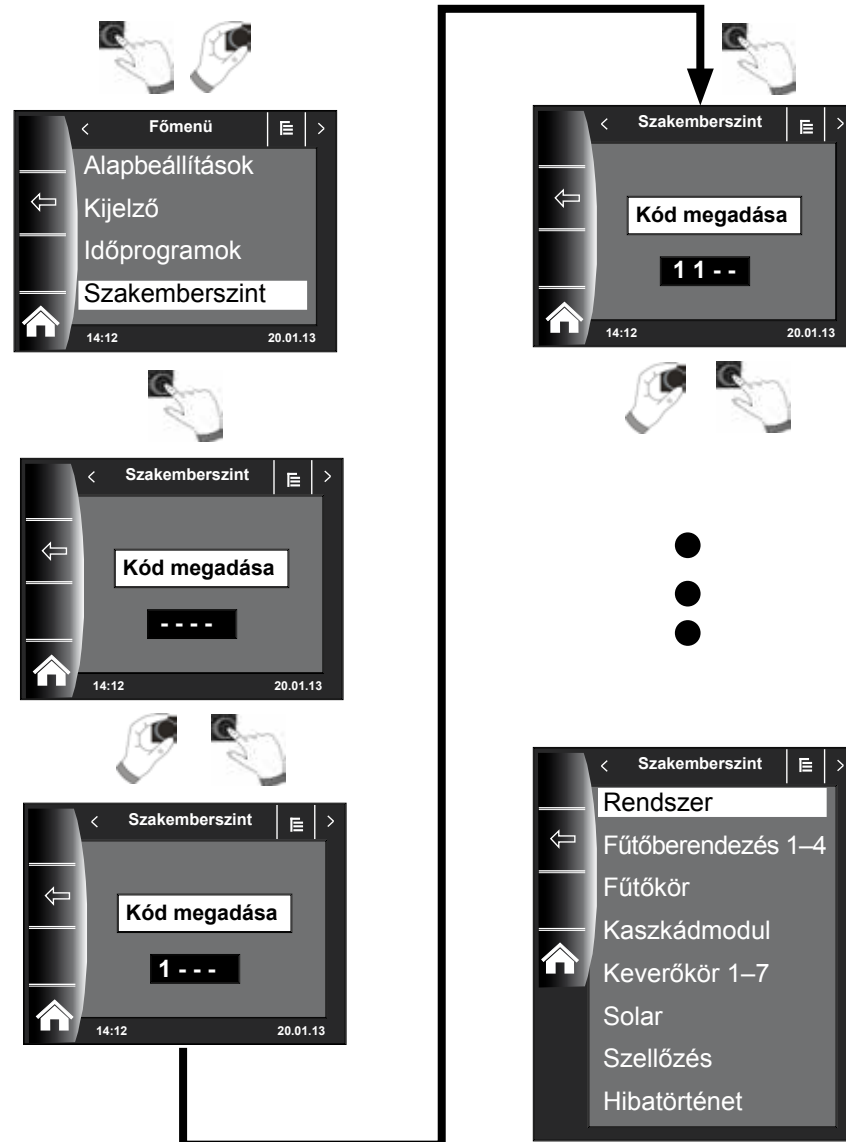 < Főmenü >
Alapbeállítások
Kijelző
Időprogramok
Szakemberszint
14:12 20.01.13
< Szakemberszint >
Kód megadása
- - - -
14:12 20.01.13
< Szakemberszint >
Kód megadása
1 - - -
14:12 20.01.13
< Szakemberszint >
Kód megadása
1 1 - -
14:12 20.01.13
< Szakemberszint >
Rendszer
Fűtőberendezés 1–4
Fűtőkör
Kaszkádmodul
Keverőkör 1–7
Solar
Szellőzés
Hibatörténet